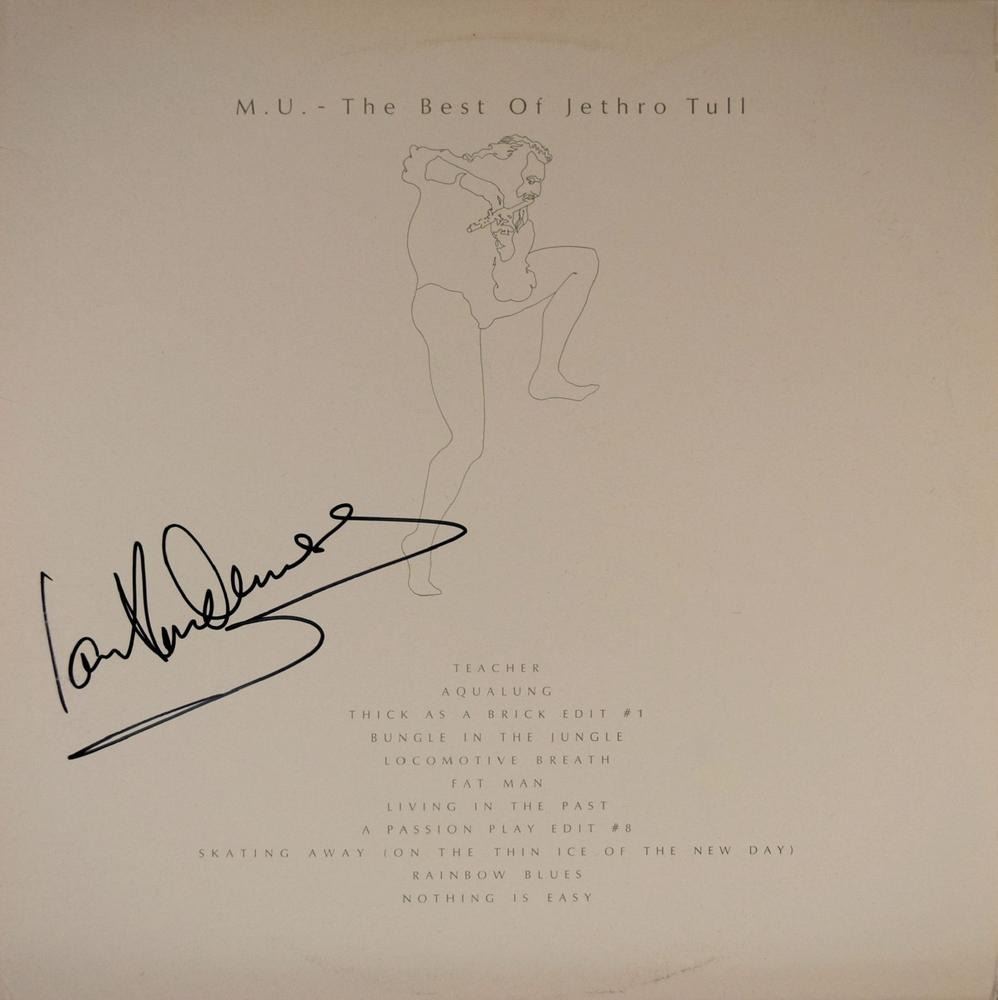 M.U. - The Best Of Jethro Tull
Ian Anderson
TEACHER
AQUALUNG
THICK AS A BRICK EDIT #1
BUNGLE IN THE JUNGLE
LOCOMOTIVE BREATH
FAT MAN
LIVING IN THE PAST
A PASSION PLAY EDIT #8
SKATING AWAY (ON THE THIN ICE OF THE NEW DAY)
RAINBOW BLUES
NOTHING IS EASY